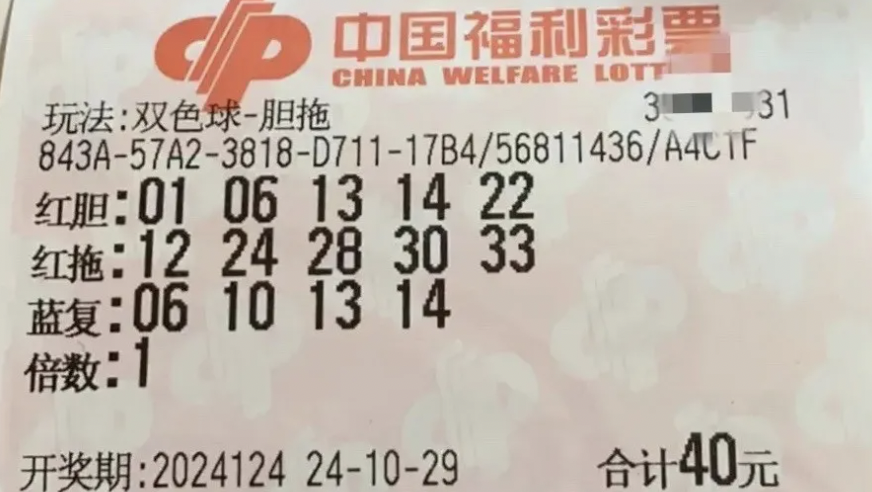 中国福利彩票
CHINA WELFARE LOTT
玩法:双色球-胆拖
843A-57A2-3818-D711-17B4/56811436/A4C1F
红胆:01 06 13 14 22
红拖:12 24 28 30 33
蓝复:06 10 13 14
倍数:1
开奖期:2024124 24-10-29 合计40元